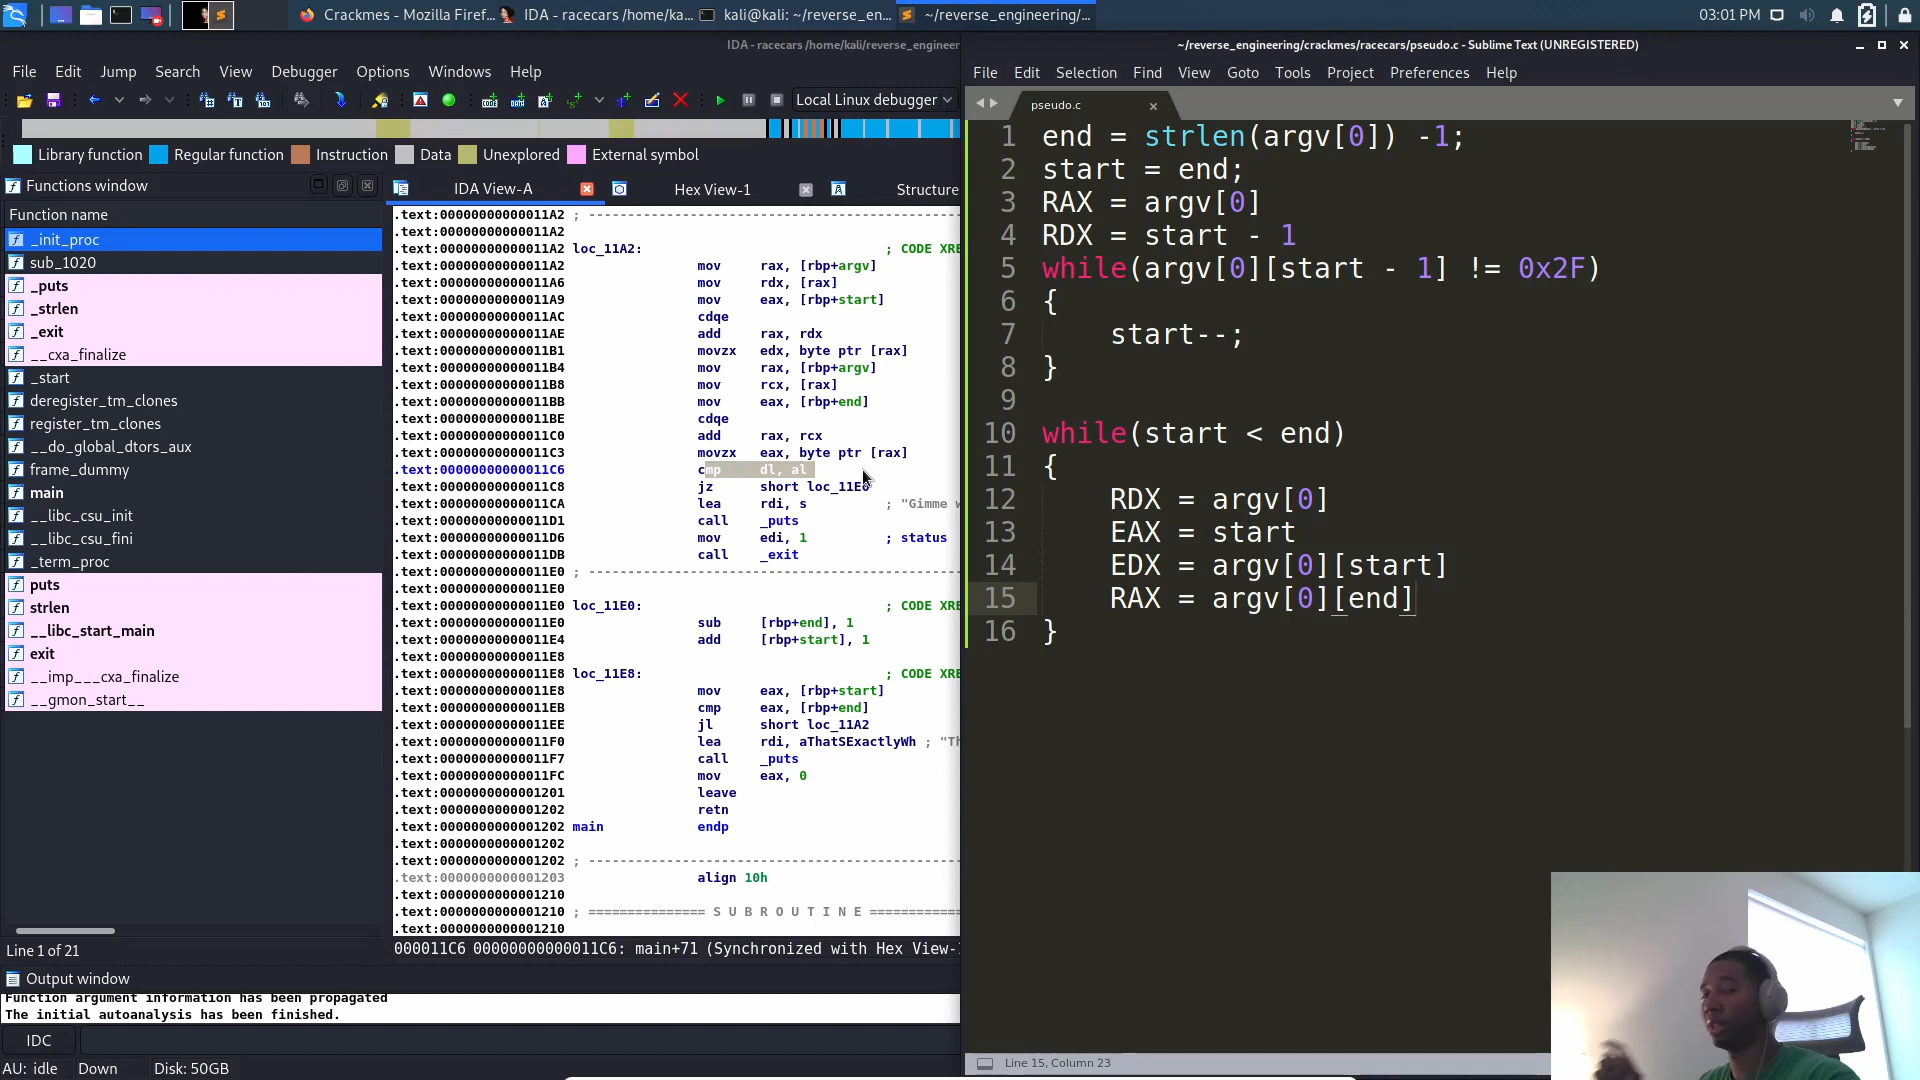 Crackmes - Mozilla Firef...
IDA - racecars /home/ka...
kali@kali: ~/reverse_en...
~/reverse_engineering/...
03:01 PM
IDA - racecars /home/kali/reverse_engineer
~/reverse_engineering/crackmes/racecars/pseudo.c - Sublime Text (UNREGISTERED)
File Edit Jump Search View Debugger Options Windows Help
File Edit Selection Find View Goto Tools Project Preferences Help
Local Linux debugger
pseudo.c
Library function Regular function Instruction Data Unexplored External symbol
Functions window
IDA View-A
Hex View-1
Structure
Function name
_init_proc
sub_1020
_puts
_strlen
_exit
__cxa_finalize
_start
deregister_tm_clones
register_tm_clones
__do_global_dtors_aux
frame_dummy
main
__libc_csu_init
__libc_csu_fini
_term_proc
puts
strlen
__libc_start_main
exit
__imp___cxa_finalize
__gmon_start__
Line 1 of 21
.text:00000000000011A2 ; ---------------------------------------------
.text:00000000000011A2
.text:00000000000011A2 loc_11A2: ; CODE XRE
.text:00000000000011A2 mov rax, [rbp+argv]
.text:00000000000011A6 mov rdx, [rax]
.text:00000000000011A9 mov eax, [rbp+start]
.text:00000000000011AC cdqe
.text:00000000000011AE add rax, rdx
.text:00000000000011B1 movzx edx, byte ptr [rax]
.text:00000000000011B4 mov rax, [rbp+argv]
.text:00000000000011B8 mov rcx, [rax]
.text:00000000000011BB mov eax, [rbp+end]
.text:00000000000011BE cdqe
.text:00000000000011C0 add rax, rcx
.text:00000000000011C3 movzx eax, byte ptr [rax]
.text:00000000000011C6 cmp dl, al
.text:00000000000011C8 jz short loc_11E0
.text:00000000000011CA lea rdi, s ; "Gimme w
.text:00000000000011D1 call _puts
.text:00000000000011D6 mov edi, 1 ; status
.text:00000000000011DB call _exit
.text:00000000000011E0 ; ---------------------------------------------
.text:00000000000011E0
.text:00000000000011E0 loc_11E0: ; CODE XRE
.text:00000000000011E0 sub [rbp+end], 1
.text:00000000000011E4 add [rbp+start], 1
.text:00000000000011E8
.text:00000000000011E8 loc_11E8: ; CODE XRE
.text:00000000000011E8 mov eax, [rbp+start]
.text:00000000000011EB cmp eax, [rbp+end]
.text:00000000000011EE jl short loc_11A2
.text:00000000000011F0 lea rdi, aThatSExactlyWh ; "Th
.text:00000000000011F7 call _puts
.text:00000000000011FC mov eax, 0
.text:0000000000001201 leave
.text:0000000000001202 retn
.text:0000000000001202 main endp
.text:0000000000001202
.text:0000000000001202 ; ---------------------------------------------
.text:0000000000001203 align 10h
.text:0000000000001210
.text:0000000000001210 ; =============== S U B R O U T I N E =============
.text:0000000000001210
000011C6 00000000000011C6: main+71 (Synchronized with Hex View-1
Output window
Function argument information has been propagated
The initial autoanalysis has been finished.
IDC
AU: idle Down Disk: 50GB
1 end = strlen(argv[0]) -1;
2 start = end;
3 RAX = argv[0]
4 RDX = start - 1
5 while(argv[0][start - 1] != 0x2F)
6 {
7 start--;
8 }
9
10 while(start < end)
11 {
12 RDX = argv[0]
13 EAX = start
14 EDX = argv[0][start]
15 RAX = argv[0][end]
16 }
Line 15, Column 23